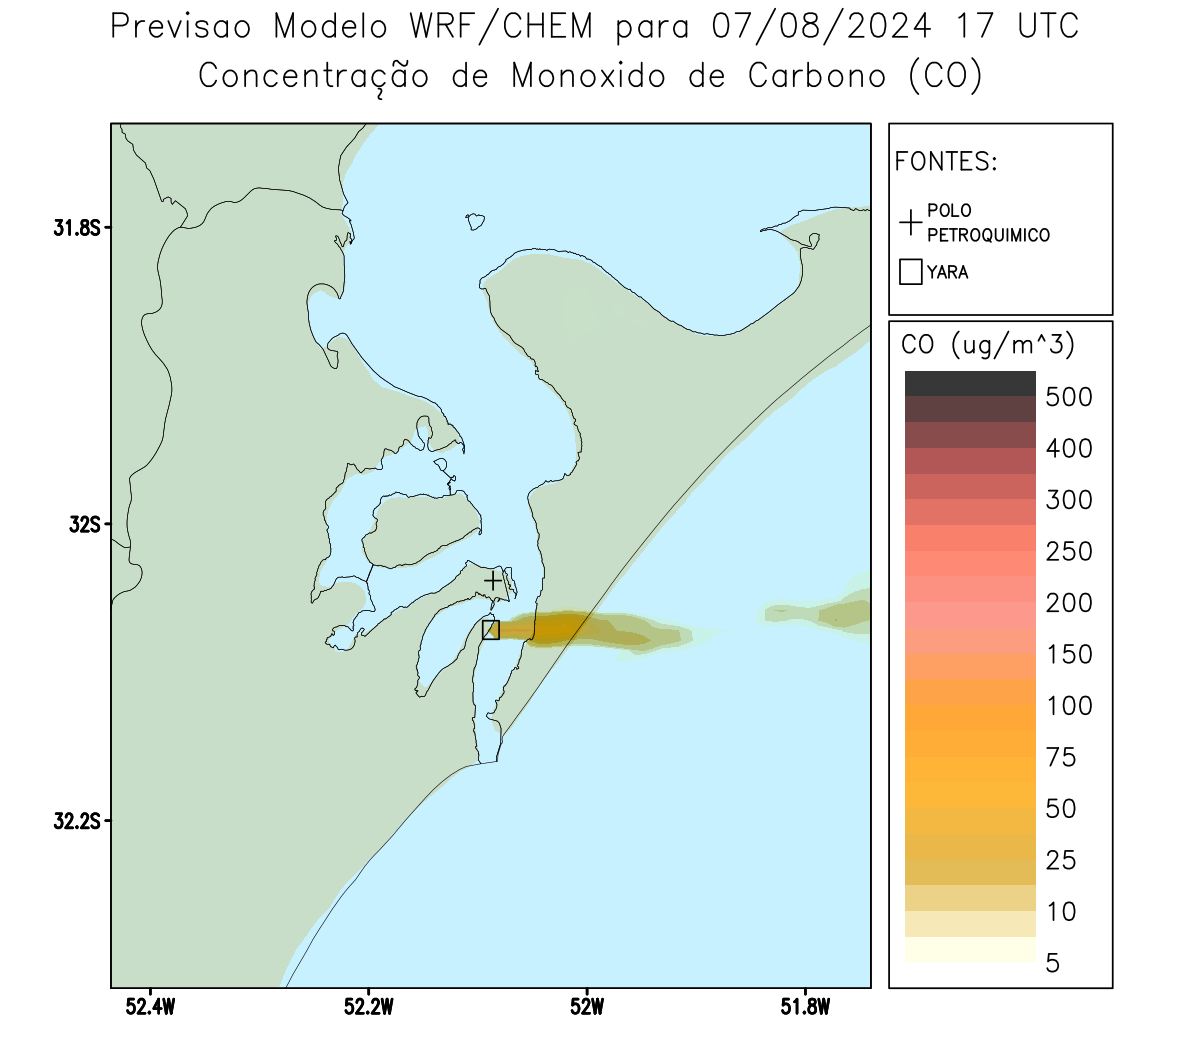 Previsao Modelo WRF/CHEM para 07/08/2024 17 UTC
Concentração de Monoxido de Carbono (CO)
FONTES:
POLO
PETROQUIMICO
YARA
CO (ug/m^3)
500
400
300
250
200
150
100
75
50
25
10
5
31.8S
32S
32.2S
52.4W
52.2W
52W
51.8W